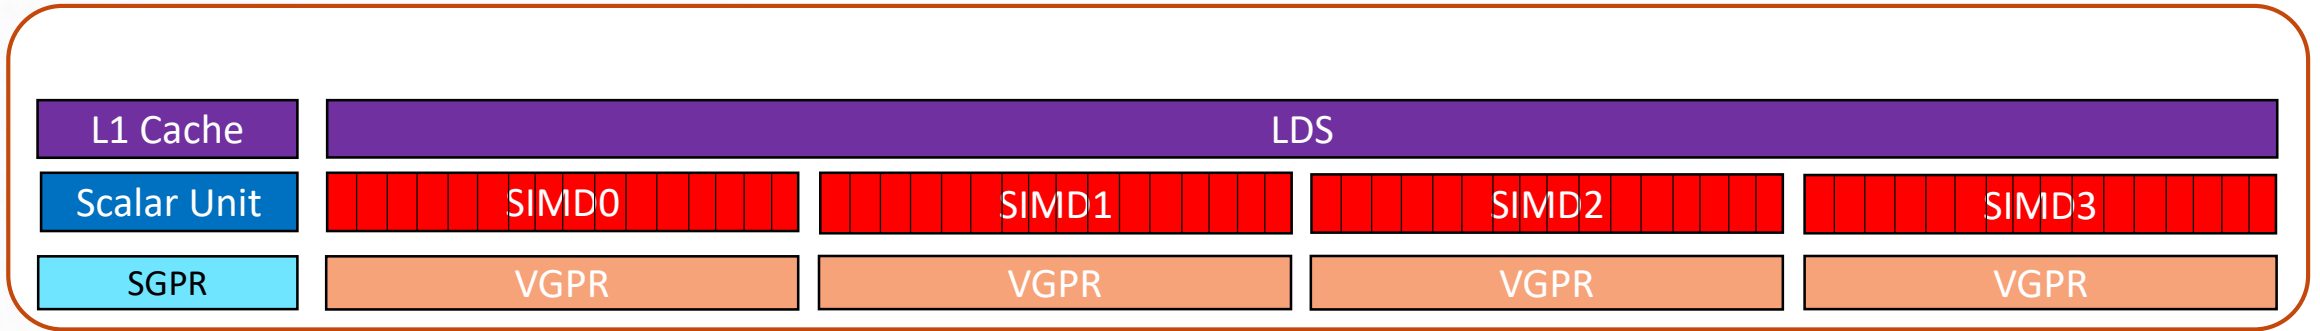 L1 Cache LDS
Scalar Unit SIMD0 SIMD1 SIMD2 SIMD3
SGPR VGPR VGPR VGPR VGPR